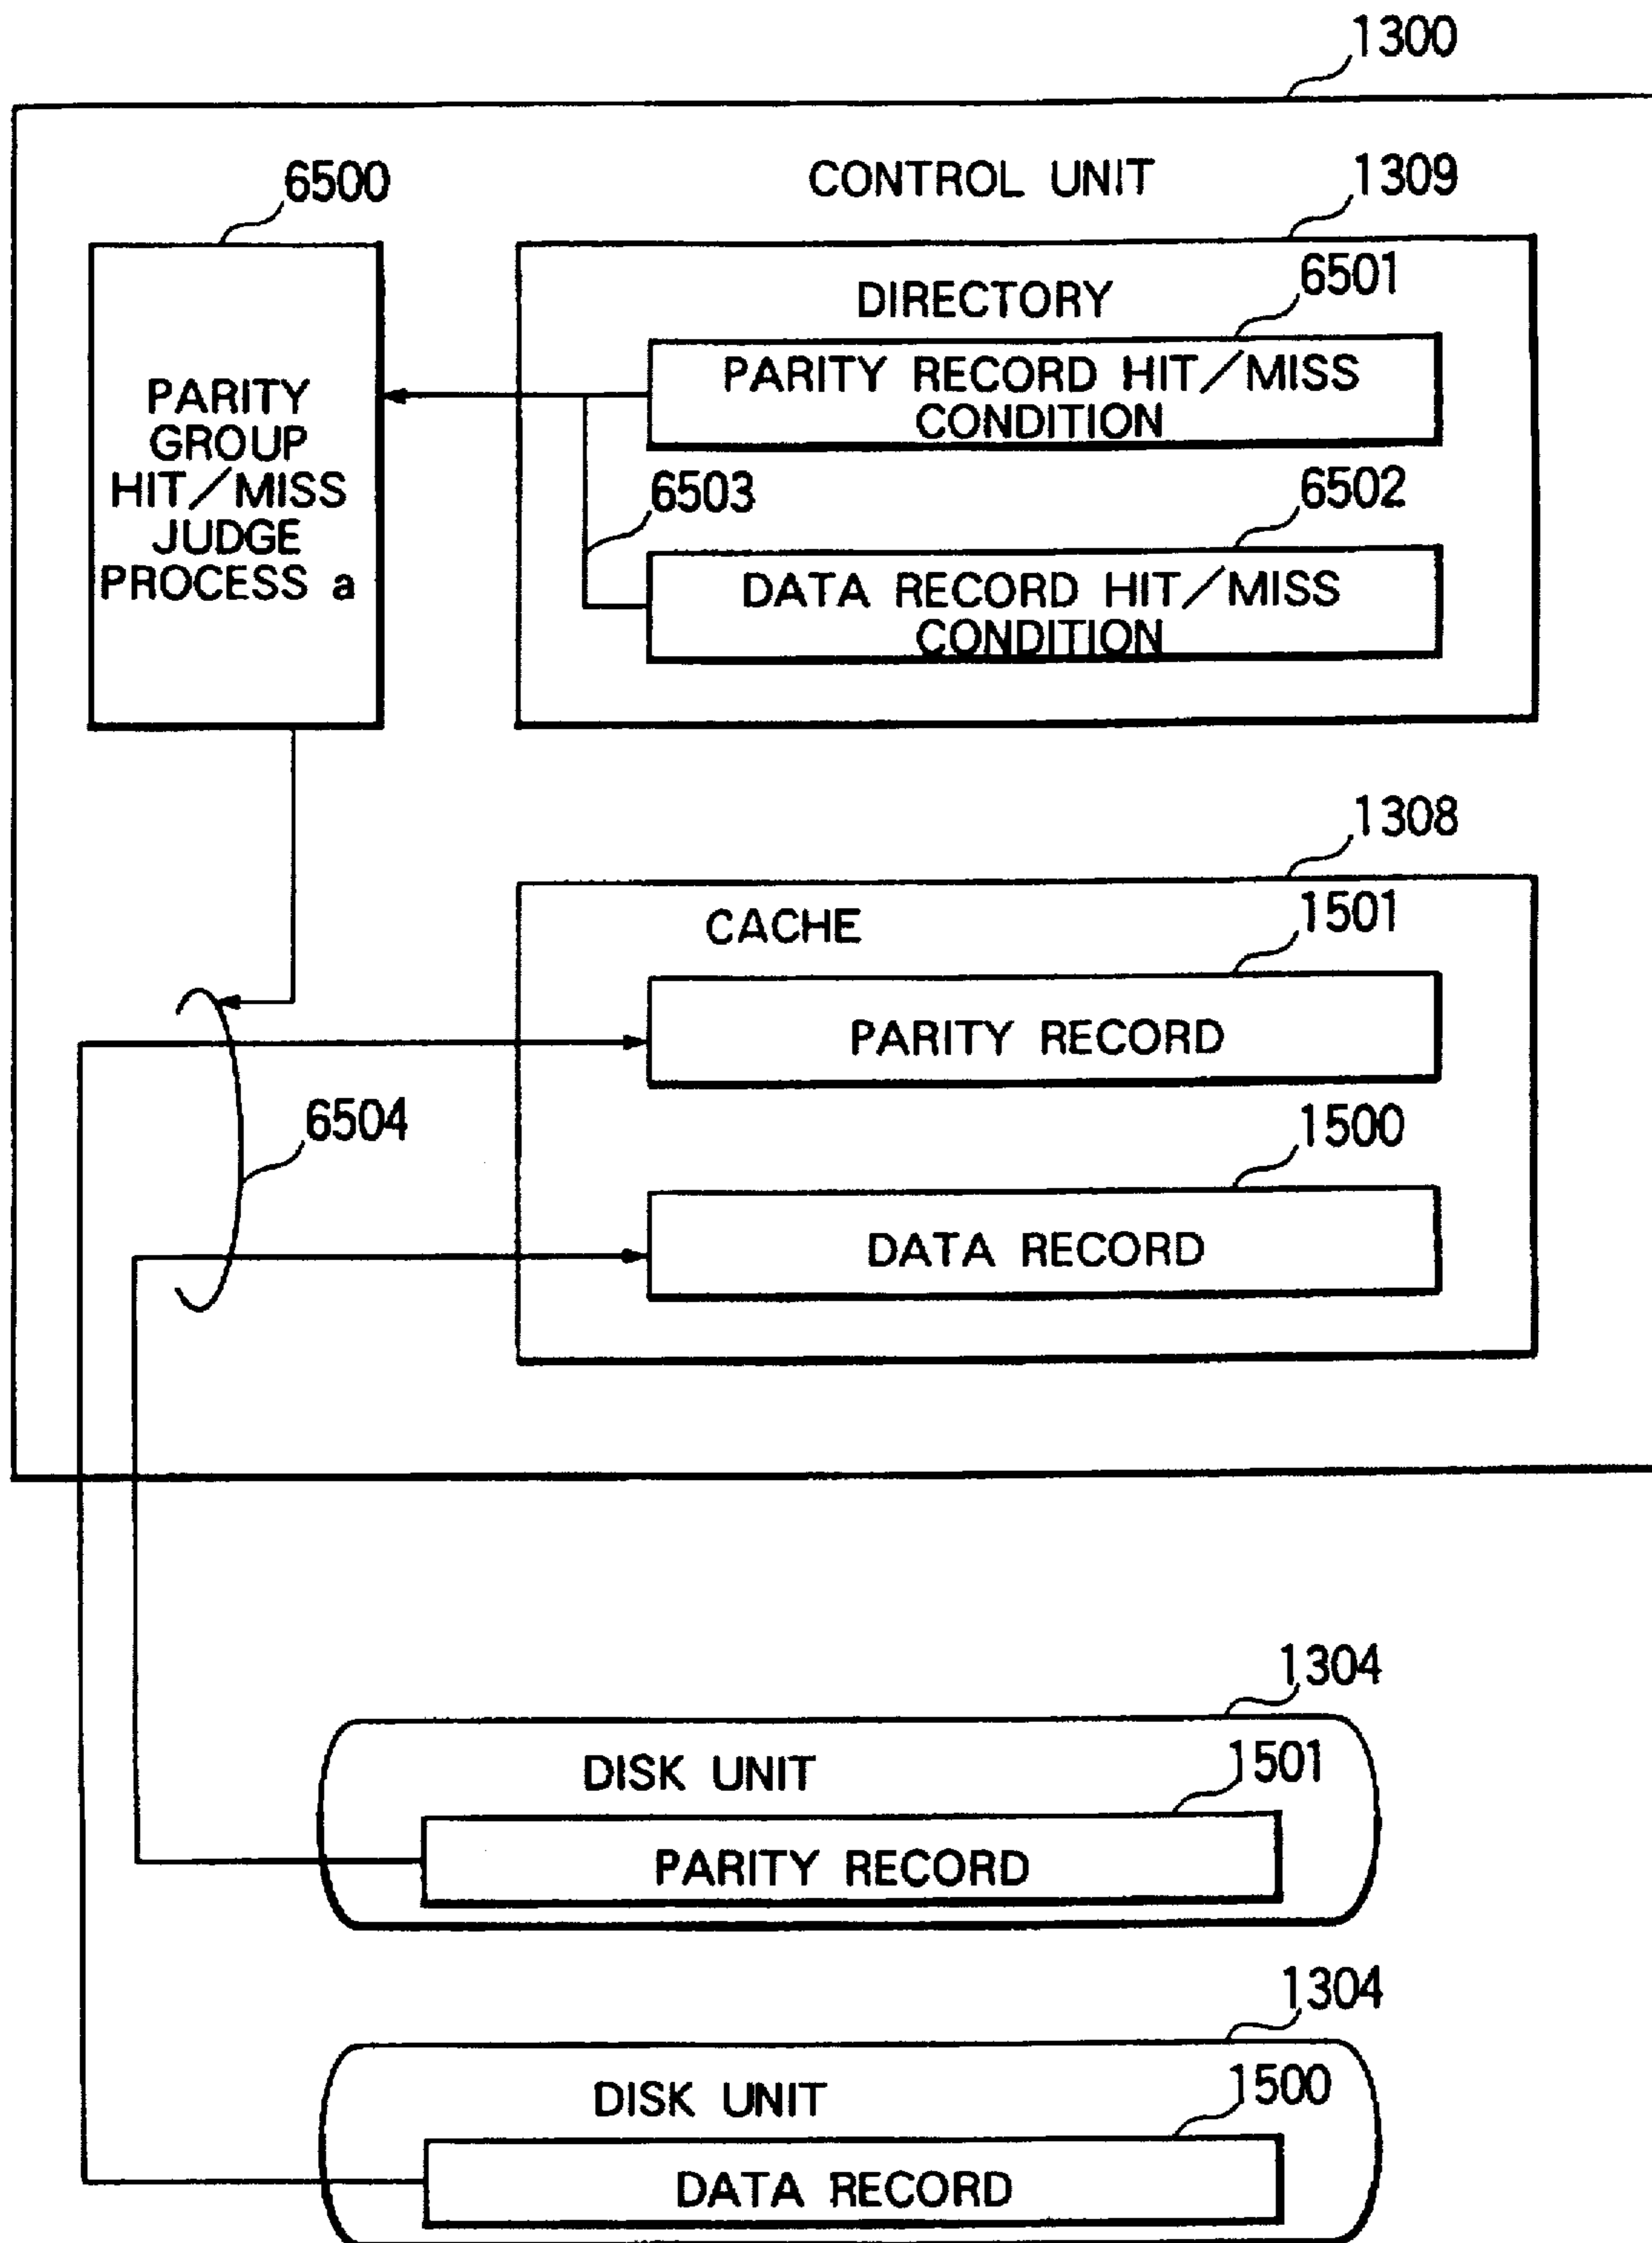 1300
6500
CONTROL UNIT
1309
DIRECTORY
6501
PARITY RECORD HIT/MISS
CONDITION
PARITY
GROUP
HIT/MISS
JUDGE
PROCESS a
6503
6502
DATA RECORD HIT/MISS
CONDITION
1308
CACHE
1501
PARITY RECORD
6504
1500
DATA RECORD
1304
DISK UNIT
1501
PARITY RECORD
1304
DISK UNIT
1500
DATA RECORD